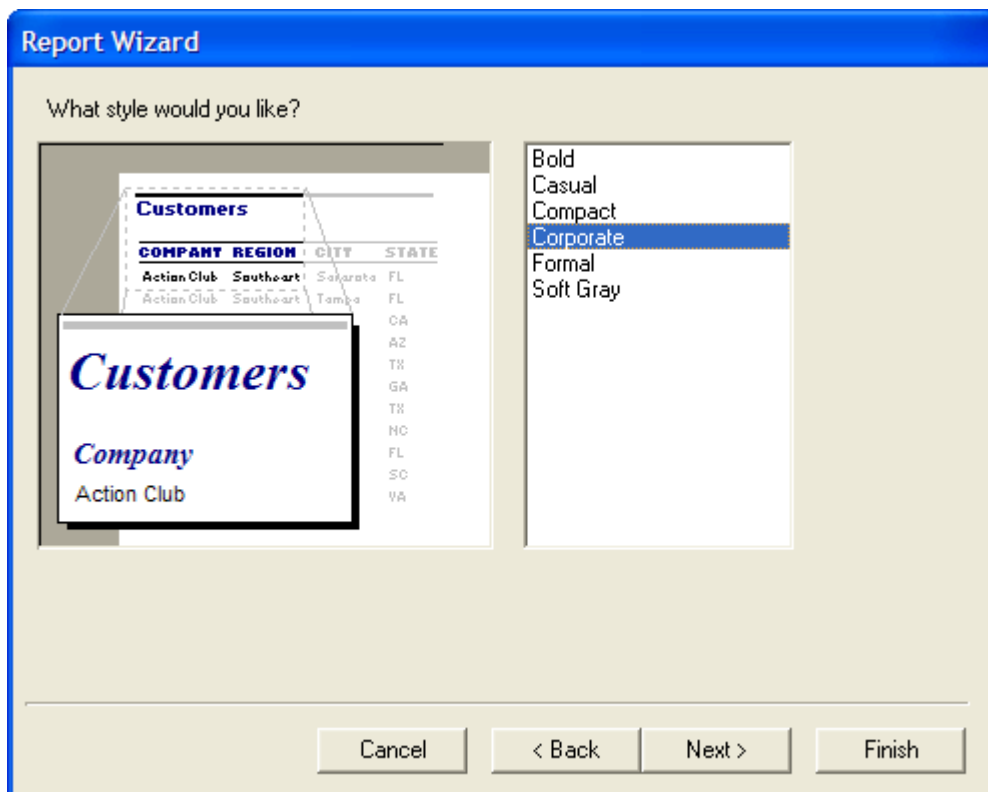 Report Wizard
What style would you like?
Customers
COMPANY REGION CITY STATE
Action Club Southeast Sarasota FL
Action Club Southeast Tampa FL
CA
AZ
TX
GA
TX
NC
FL
SC
VA
Customers
Company
Action Club
Bold
Casual
Compact
Corporate
Formal
Soft Gray
Cancel
< Back
Next >
Finish